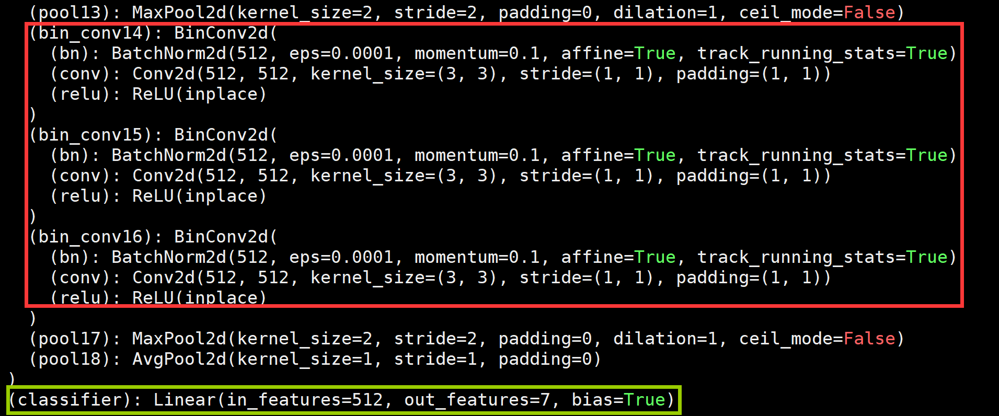 (pool13): MaxPool2d(kernel_size=2, stride=2, padding=0, dilation=1, ceil_mode=False)
(bin_conv14): BinConv2d(
(bn): BatchNorm2d(512, eps=0.0001, momentum=0.1, affine=True, track_running_stats=True)
(conv): Conv2d(512, 512, kernel_size=(3, 3), stride=(1, 1), padding=(1, 1))
(relu): ReLU(inplace)
)
(bin_conv15): BinConv2d(
(bn): BatchNorm2d(512, eps=0.0001, momentum=0.1, affine=True, track_running_stats=True)
(conv): Conv2d(512, 512, kernel_size=(3, 3), stride=(1, 1), padding=(1, 1))
(relu): ReLU(inplace)
)
(bin_conv16): BinConv2d(
(bn): BatchNorm2d(512, eps=0.0001, momentum=0.1, affine=True, track_running_stats=True)
(conv): Conv2d(512, 512, kernel_size=(3, 3), stride=(1, 1), padding=(1, 1))
(relu): ReLU(inplace)
)
(pool17): MaxPool2d(kernel_size=2, stride=2, padding=0, dilation=1, ceil_mode=False)
(pool18): AvgPool2d(kernel_size=1, stride=1, padding=0)
)
(classifier): Linear(in_features=512, out_features=7, bias=True)